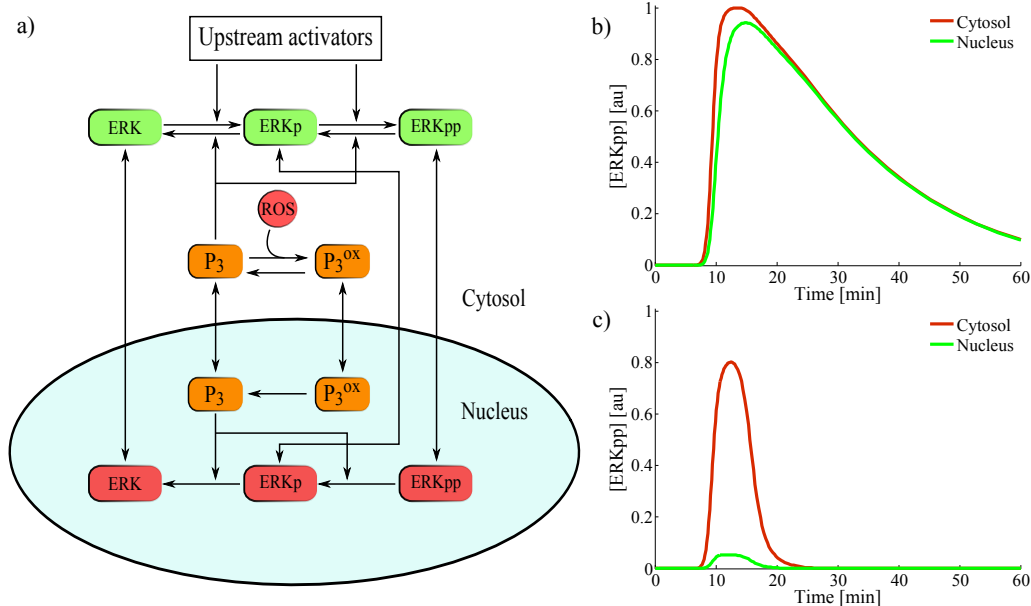 a)
Upstream activators
ERK
ERKp
ERKpp
ROS
P3
P3ox
Cytosol
P3
P3ox
Nucleus
ERK
ERKp
ERKpp
b)
[ERKpp] [au]
1
0.8
0.6
0.4
0.2
0
0 10 20 30 40 50 60
Time [min]
Cytosol
Nucleus
c)
[ERKpp] [au]
1
0.8
0.6
0.4
0.2
0
0 10 20 30 40 50 60
Time [min]
Cytosol
Nucleus